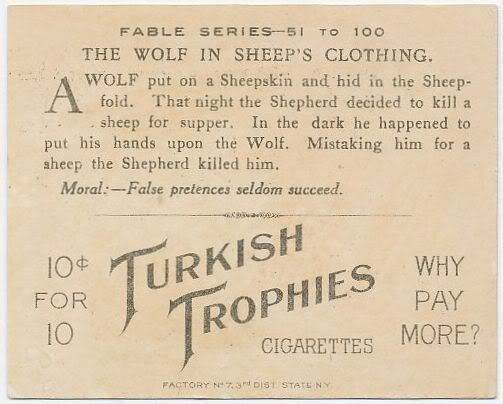 FABLE SERIES—51 TO 100
THE WOLF IN SHEEP'S CLOTHING.
A WOLF put on a Sheepskin and hid in the Sheep-
fold. That night the Shepherd decided to kill a
sheep for supper. In the dark he happened to
put his hands upon the Wolf. Mistaking him for a
sheep the Shepherd killed him.
Moral:—False pretences seldom succeed.
10¢
FOR
10
TURKISH
TROPHIES
CIGARETTES
WHY
PAY
MORE?
FACTORY Nº 7, 3rd DIST. STATE N.Y.